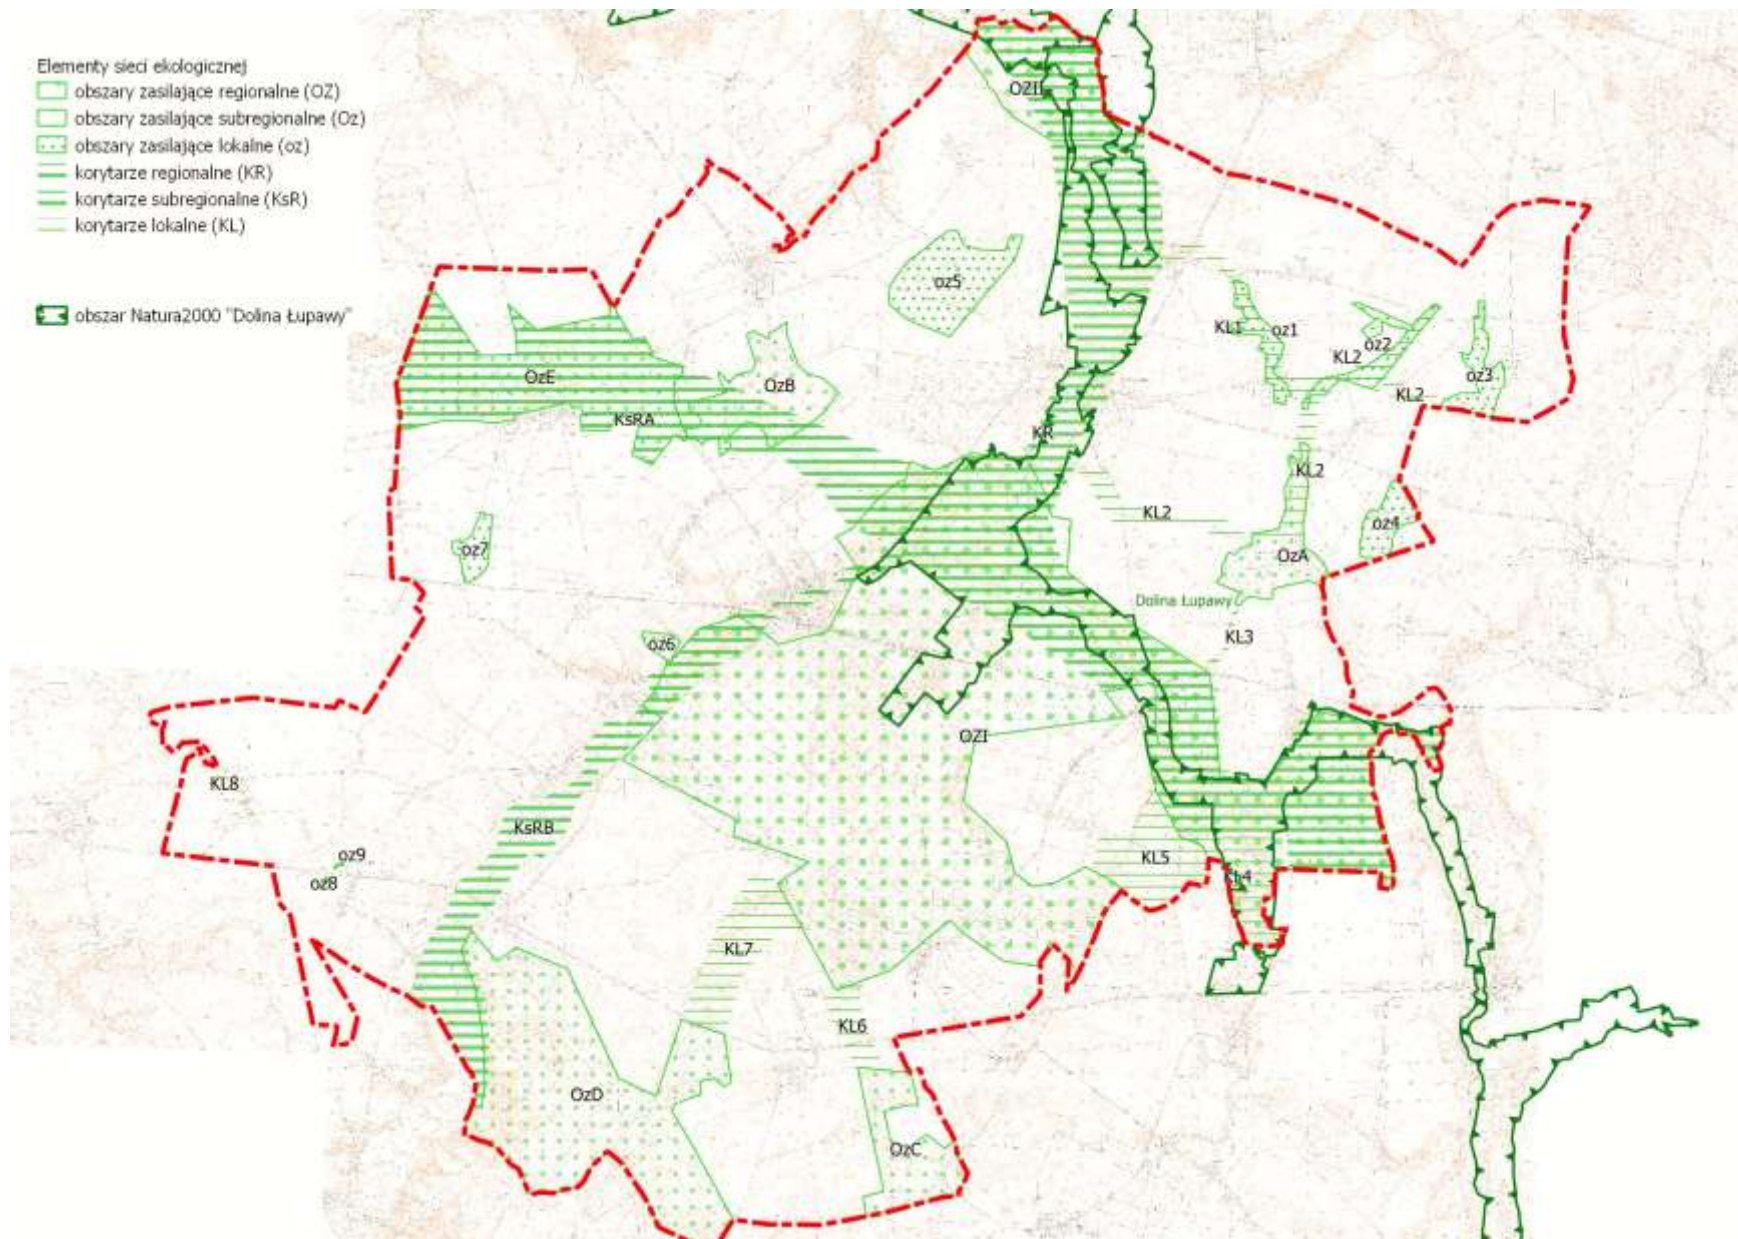 Elementy sieci ekologicznej
obszary zasilające regionalne (OZ)
obszary zasilające subregionalne (Oz)
obszary zasilające lokalne (oz)
korytarze regionalne (KR)
korytarze subregionalne (KsR)
korytarze lokalne (KL)
obszar Natura2000 "Dolina Łupawy"
OZII
oz5
KL1
oz1
oz2
KL2
oz3
KL2
OzE
OzB
KsRA
KR
KL2
KL2
oz4
oz7
OzA
Dolina Łupawy
KL3
oz6
OZI
KL8
KsRB
oz9
oz8
KL5
KL4
KL7
KL6
OzD
OzC